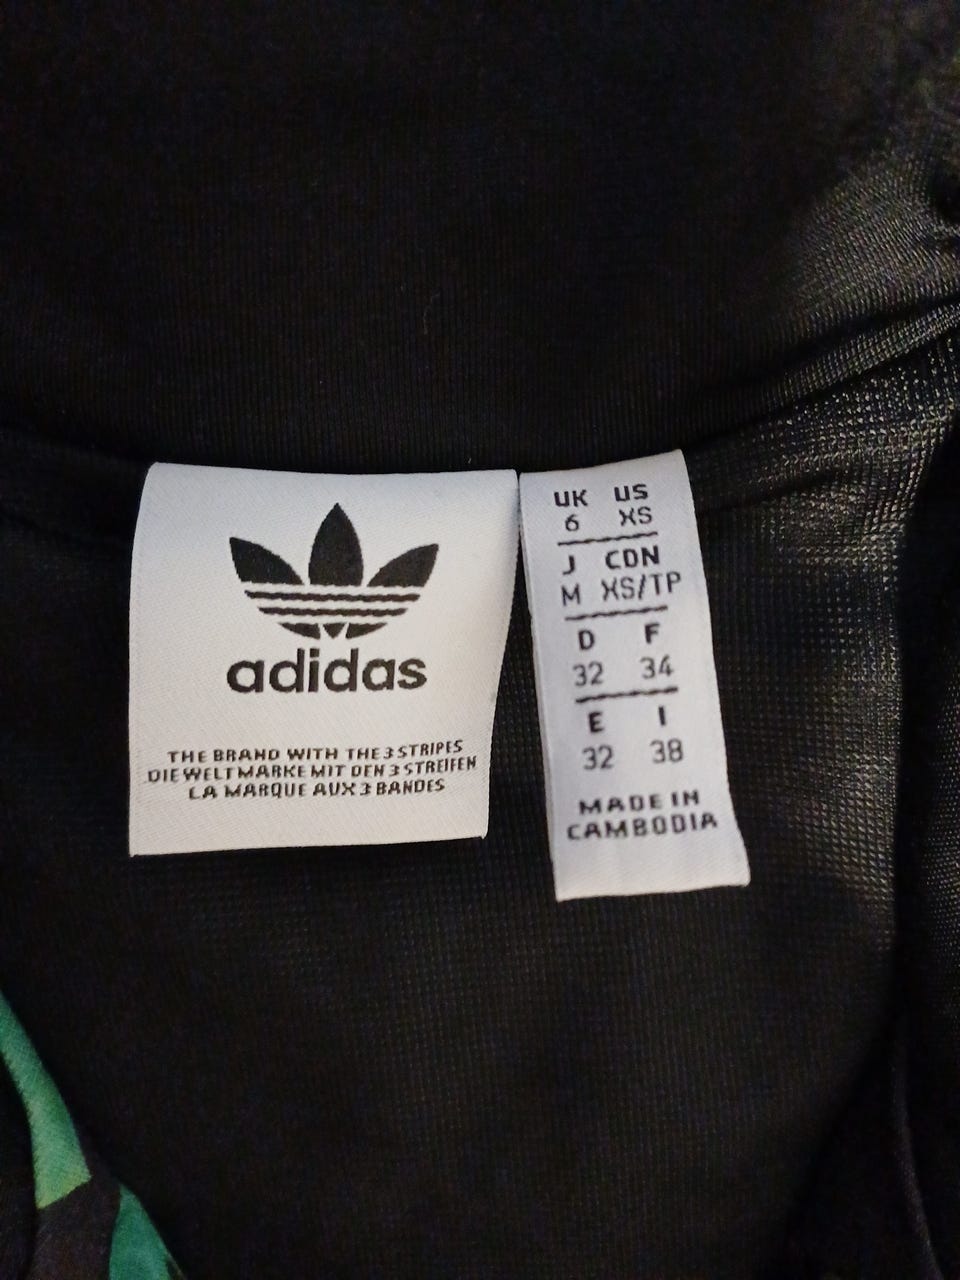 adidas
THE BRAND WITH THE 3 STRIPES
DIE WELTMARKE MIT DEN 3 STREIFEN
LA MARQUE AUX 3 BANDES
UK US
6 XS
J CDN
M XS/TP
D F
32 34
E I
32 38
MADE IN
CAMBODIA